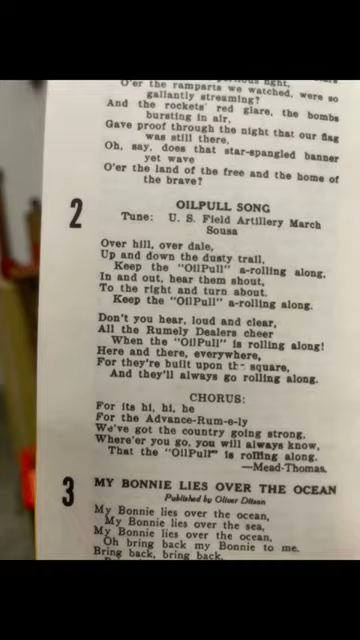 O'er the ramparts we watched, were so
gallantly streaming?
And the rockets' red glare, the bombs
bursting in air,
Gave proof through the night that our flag
was still there,
Oh, say, does that star-spangled banner
yet wave
O'er the land of the free and the home of
the brave?
2
OILPULL SONG
Tune: U. S. Field Artillery March
Sousa
Over hill, over dale,
Up and down the dusty trail,
Keep the "OilPull" a-rolling along,
In and out, hear them shout,
To the right and turn about,
Keep the "OilPull" a-rolling along.
Don't you hear, loud and clear,
All the Rumely Dealers cheer
When the "OilPull" is rolling along!
Here and there, everywhere,
For they're built upon the square,
And they'll always go rolling along.
CHORUS:
For its hi, hi, he
For the Advance-Rum-e-ly
We've got the country going strong,
Where'er you go, you will always know,
That the "OilPull" is rolling along.
—Mead-Thomas.
3
MY BONNIE LIES OVER THE OCEAN
Published by Oliver Ditson
My Bonnie lies over the ocean,
My Bonnie lies over the sea,
My Bonnie lies over the ocean,
Oh bring back my Bonnie to me.
Bring back, bring back,